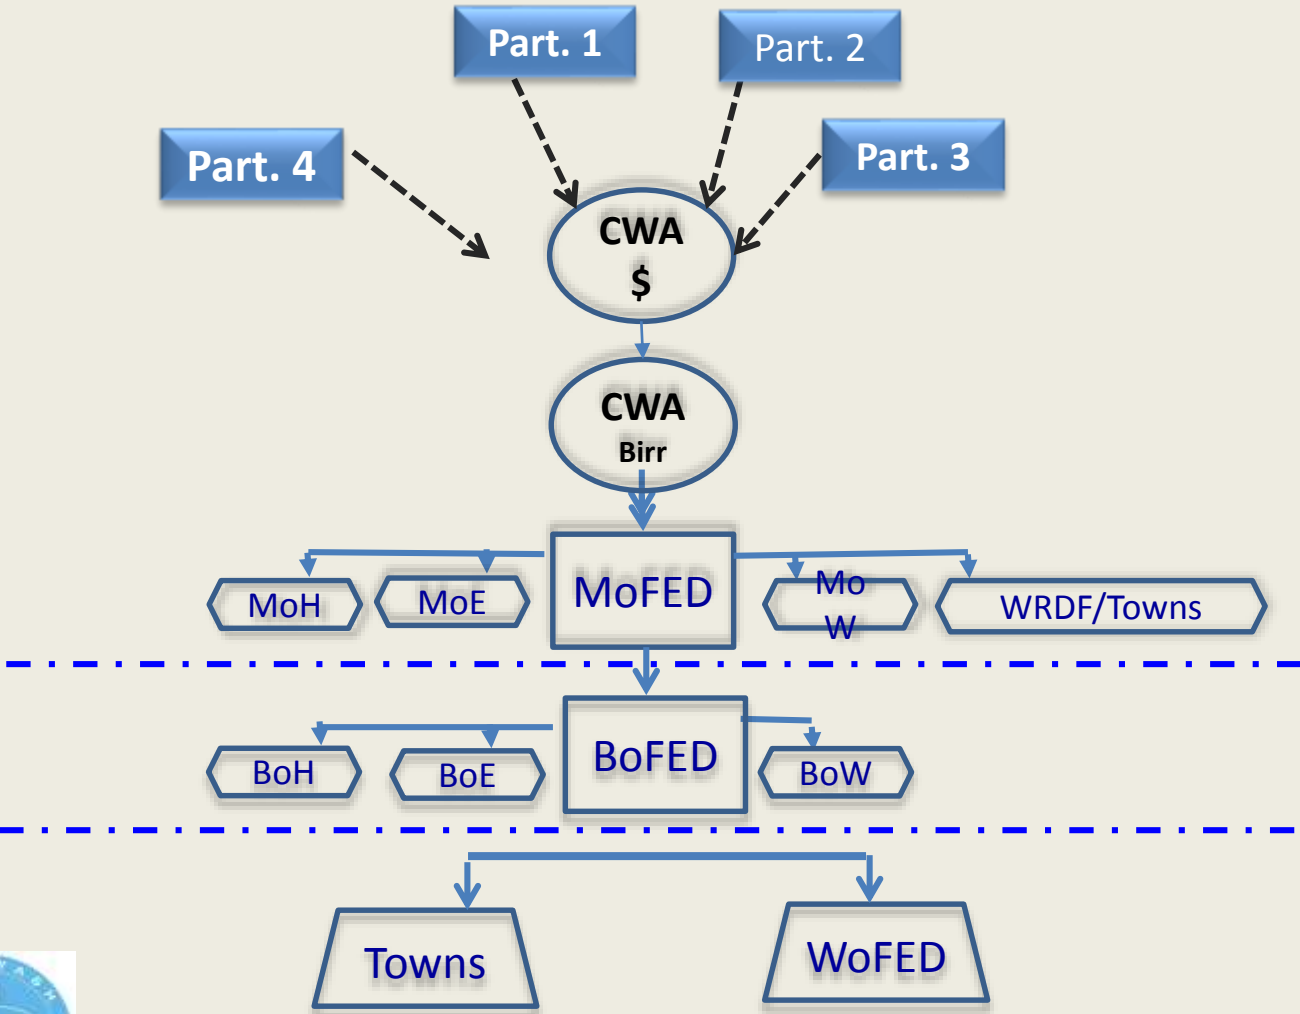 Part. 1
Part. 2
Part. 4
Part. 3
CWA
$
CWA
Birr
MoH
MoE
MoFED
Mo
W
WRDF/Towns
BoH
BoE
BoFED
BoW
Towns
WoFED